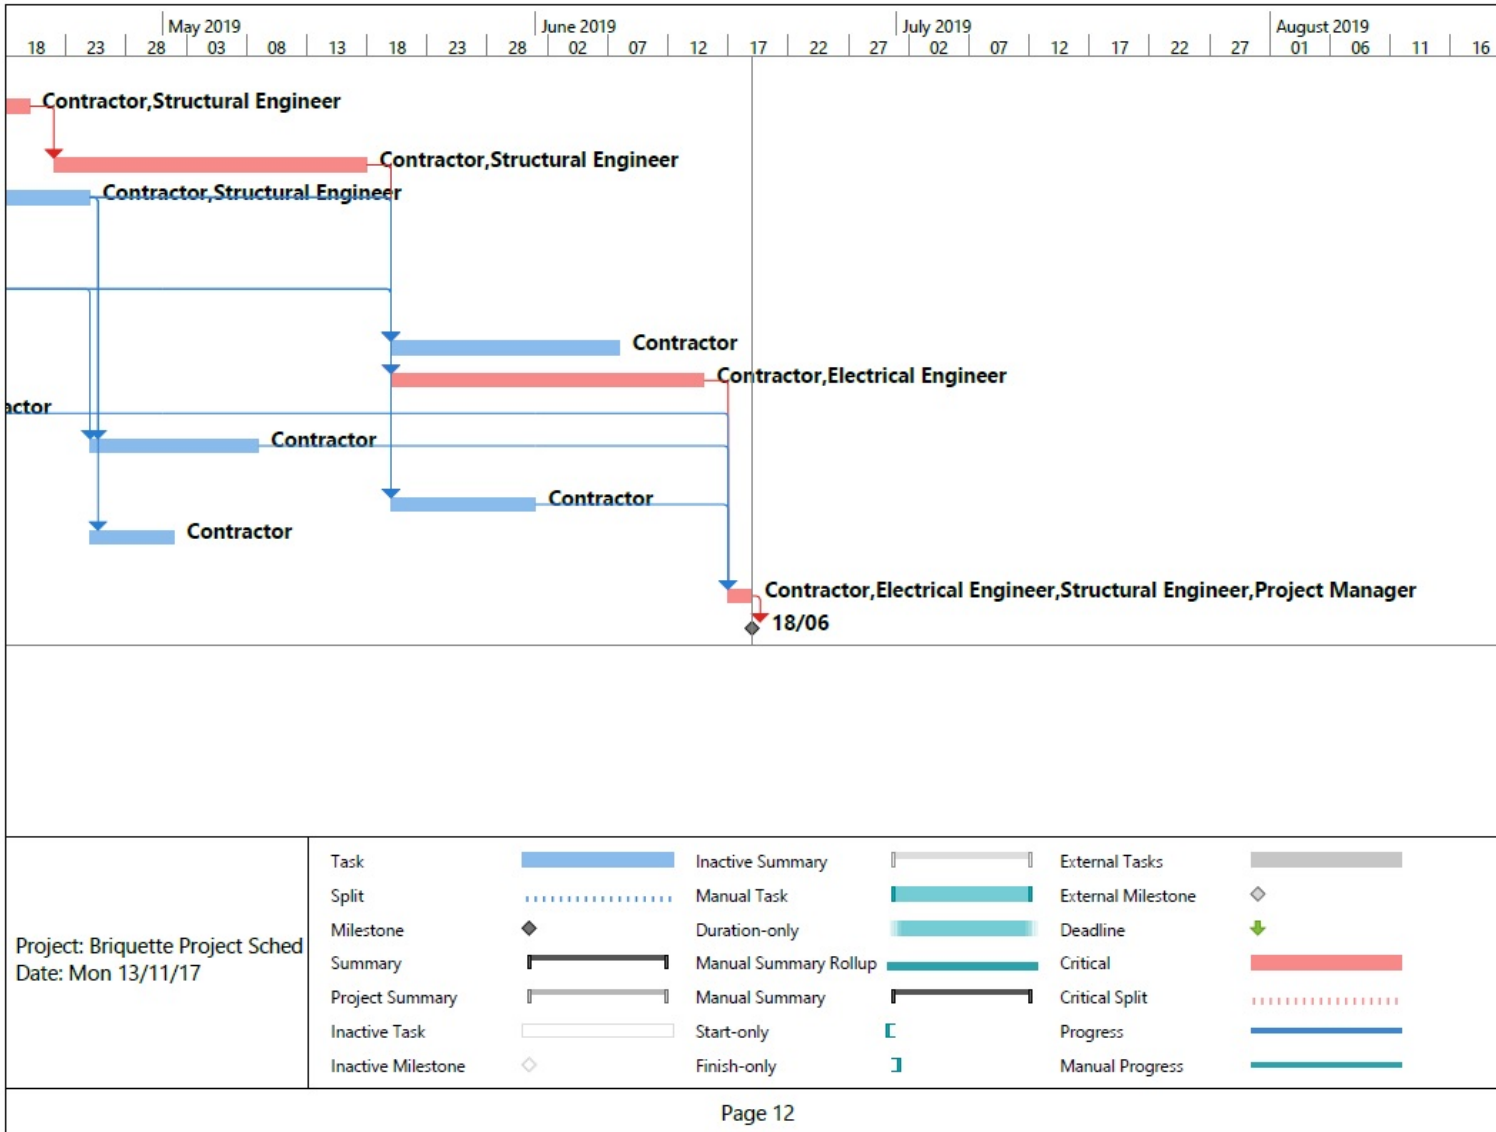 May 2019 June 2019 July 2019 August 2019
18 23 28 03 08 13 18 23 28 02 07 12 17 22 27 02 07 12 17 22 27 01 06 11 16
Contractor,Structural Engineer
Contractor,Structural Engineer
Contractor,Structural Engineer
Contractor
Contractor,Electrical Engineer
actor
Contractor
Contractor
Contractor
Contractor,Electrical Engineer,Structural Engineer,Project Manager
18/06
Project: Briquette Project Sched
Date: Mon 13/11/17
Task
Split
Milestone
Summary
Project Summary
Inactive Task
Inactive Milestone
Inactive Summary
Manual Task
Duration-only
Manual Summary Rollup
Manual Summary
Start-only
Finish-only
External Tasks
External Milestone
Deadline
Critical
Critical Split
Progress
Manual Progress
Page 12